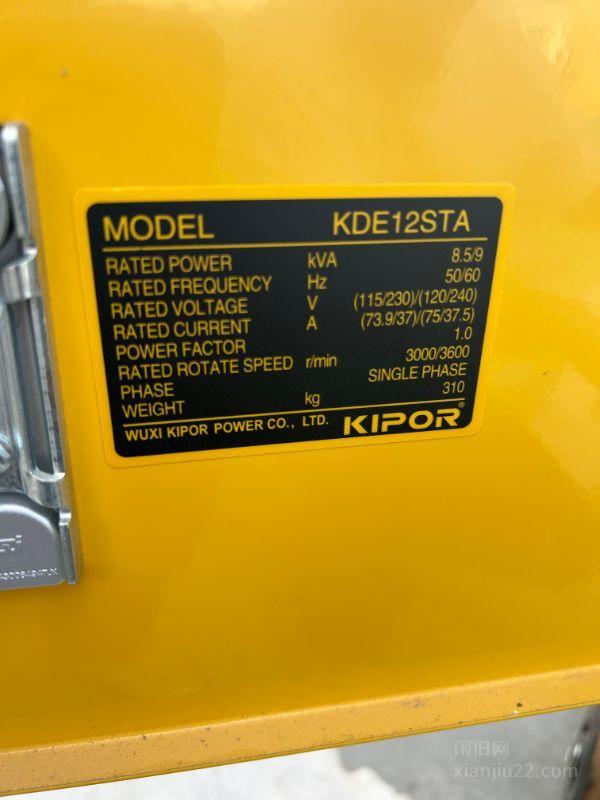 MODEL KDE12STA
RATED POWER kVA 8.5/9
RATED FREQUENCY Hz 50/60
RATED VOLTAGE V (115/230)/(120/240)
RATED CURRENT A (73.9/37)/(75/37.5)
POWER FACTOR 1.0
RATED ROTATE SPEED r/min 3000/3600
PHASE SINGLE PHASE
WEIGHT kg 310
WUXI KIPOR POWER CO., LTD. KIPOR®
闲旧网
xianjiu22.com